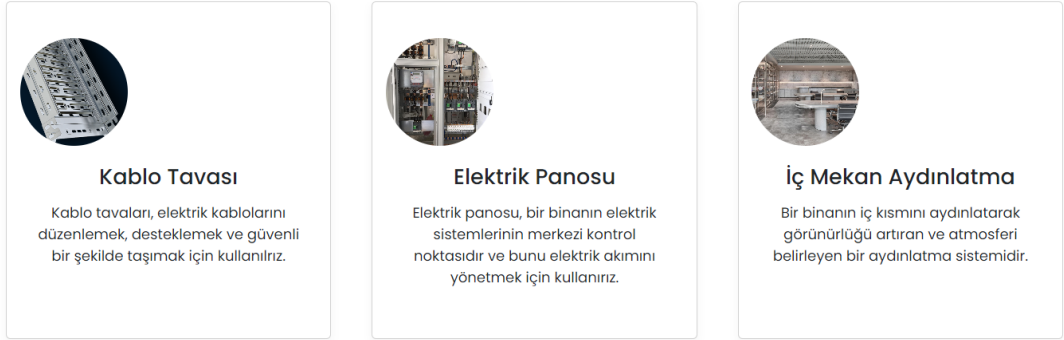 Kablo Tavası
Kablo tavaları, elektrik kablolarını
düzenlemek, desteklemek ve güvenli
bir şekilde taşımak için kullanılrız.
Elektrik Panosu
Elektrik panosu, bir binanın elektrik
sistemlerinin merkezi kontrol
noktasıdır ve bunu elektrik akımını
yönetmek için kullanırız.
İç Mekan Aydınlatma
Bir binanın iç kısmını aydınlatarak
görünürlüğü artıran ve atmosferi
belirleyen bir aydınlatma sistemidir.